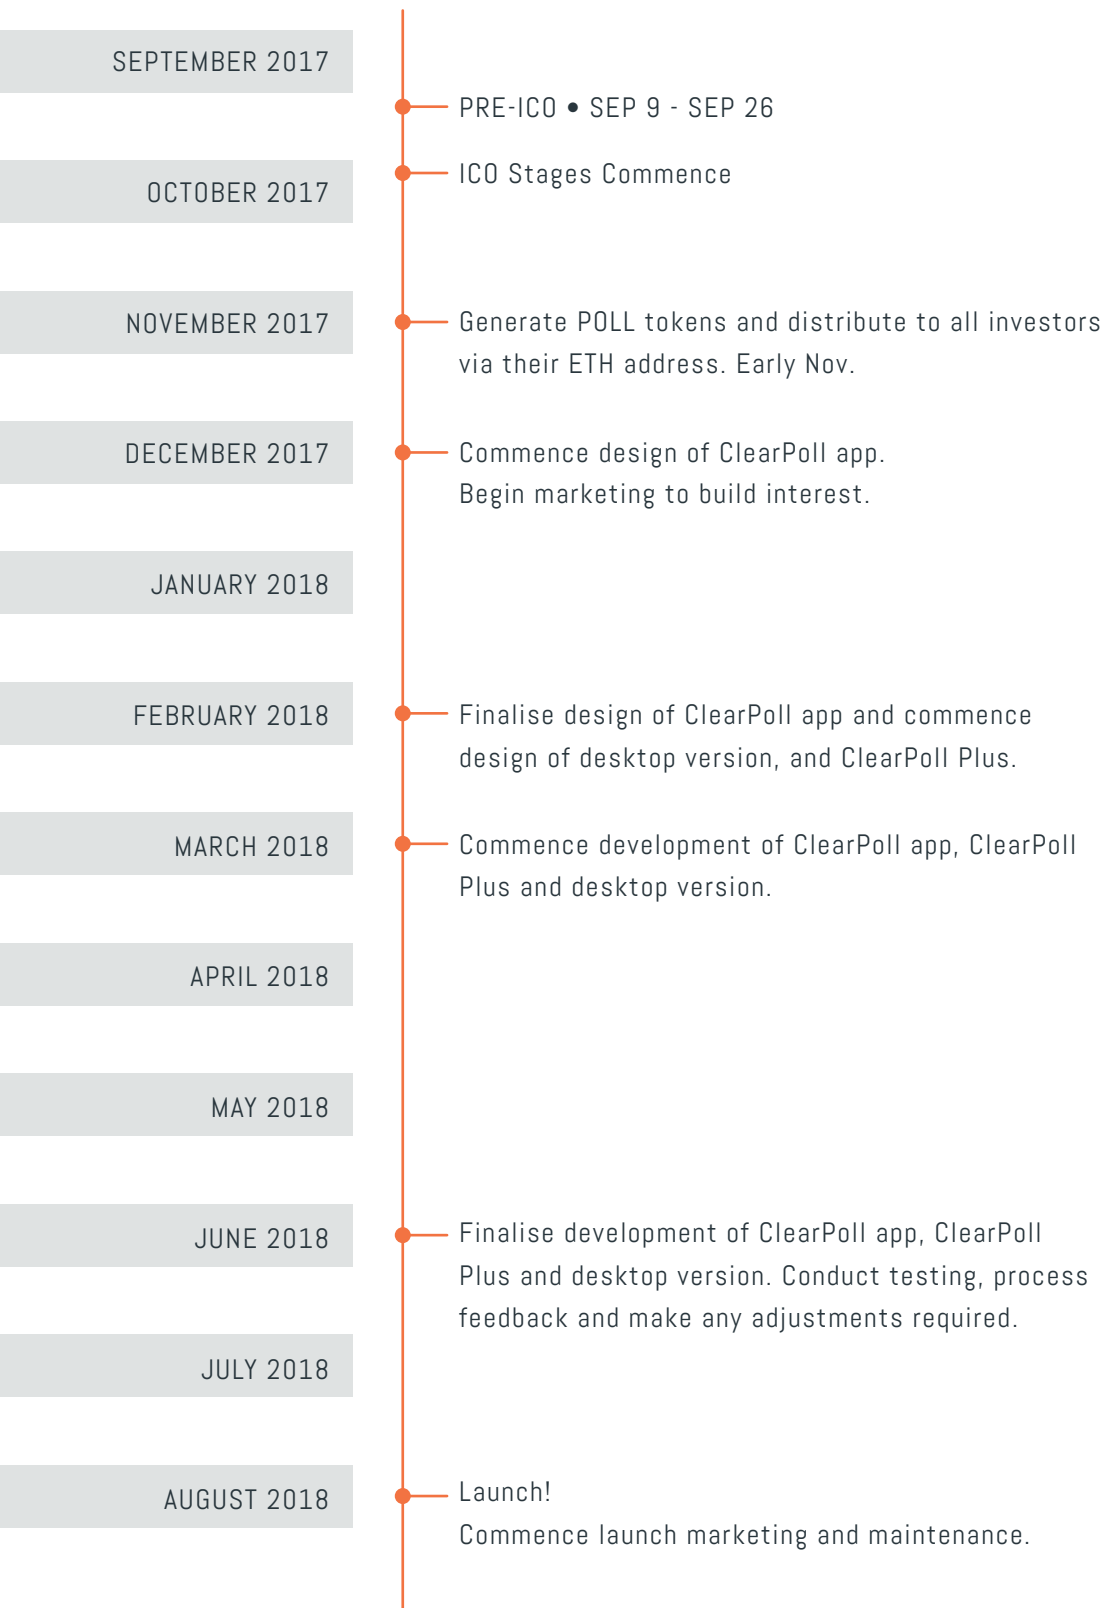 SEPTEMBER 2017
PRE-ICO • SEP 9 - SEP 26
ICO Stages Commence
OCTOBER 2017
NOVEMBER 2017
Generate POLL tokens and distribute to all investors
via their ETH address. Early Nov.
DECEMBER 2017
Commence design of ClearPoll app.
Begin marketing to build interest.
JANUARY 2018
FEBRUARY 2018
Finalise design of ClearPoll app and commence
design of desktop version, and ClearPoll Plus.
MARCH 2018
Commence development of ClearPoll app, ClearPoll
Plus and desktop version.
APRIL 2018
MAY 2018
JUNE 2018
Finalise development of ClearPoll app, ClearPoll
Plus and desktop version. Conduct testing, process
feedback and make any adjustments required.
JULY 2018
AUGUST 2018
Launch!
Commence launch marketing and maintenance.